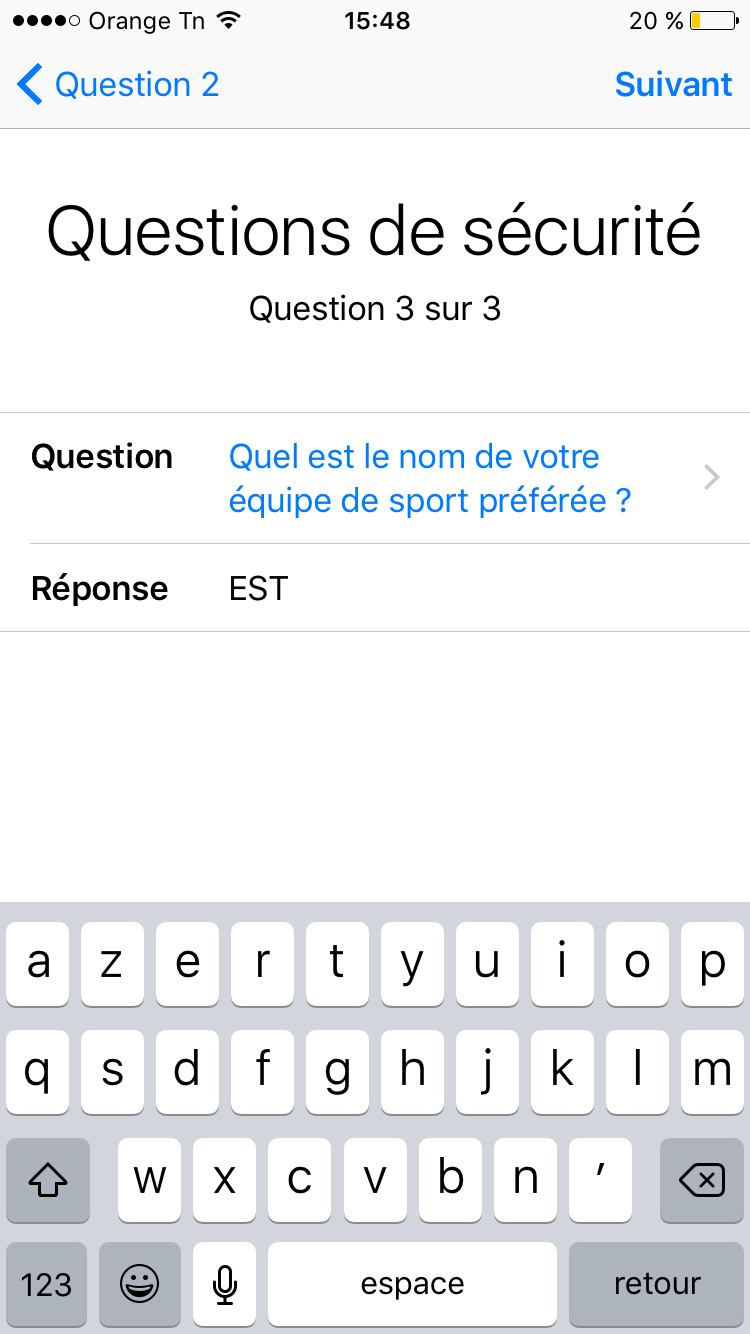 Orange Tn 15:48 20 %
Question 2 Suivant
Questions de sécurité
Question 3 sur 3
Question Quel est le nom de votre
équipe de sport préférée ?
Réponse EST
a z e r t y u i o p
q s d f g h j k l m
w x c v b n ′
123 espace retour